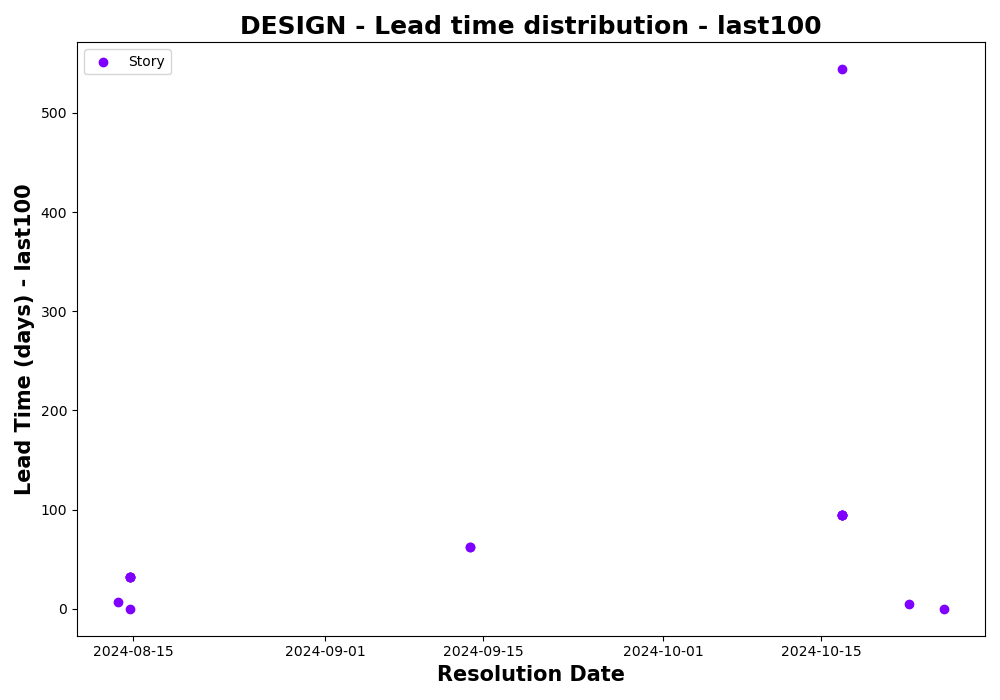 DESIGN - Lead time distribution - last100
Story
Lead Time (days) - last100
500
400
300
200
100
0
2024-08-15
2024-09-01
2024-09-15
2024-10-01
2024-10-15
Resolution Date